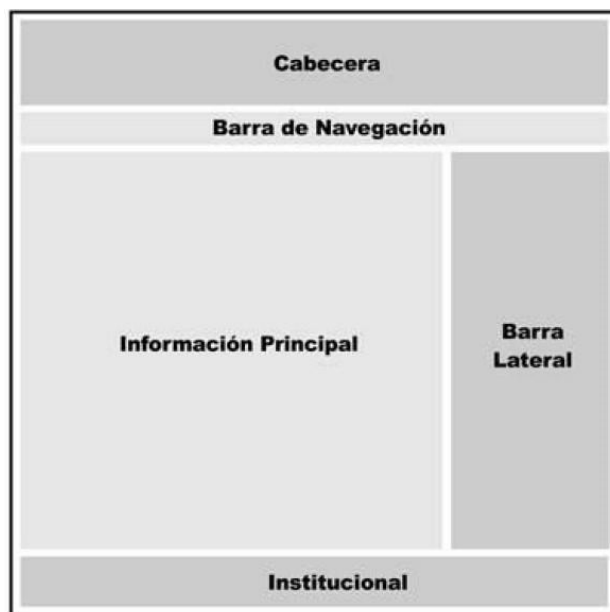 Cabecera
Barra de Navegación
Información Principal
Barra
Lateral
Institucional